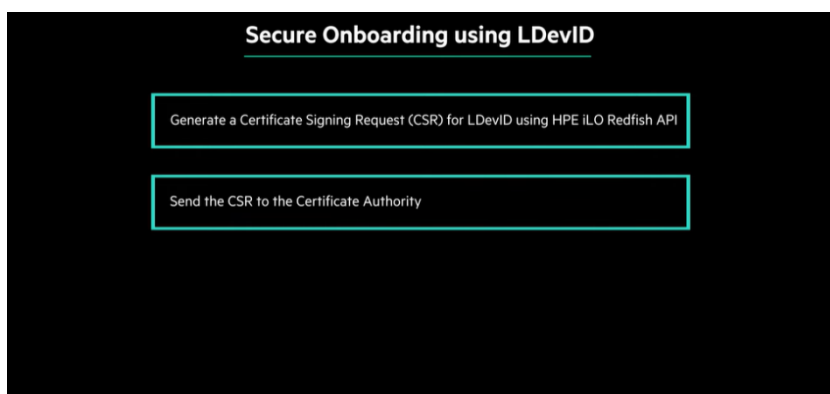 Secure Onboarding using LDevID
Generate a Certificate Signing Request (CSR) for LDevID using HPE iLO Redfish API
Send the CSR to the Certificate Authority